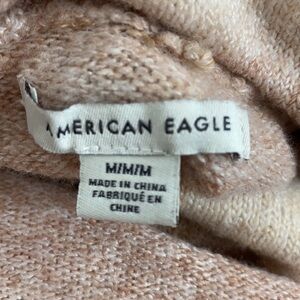 AMERICAN EAGLE
M/M/M
MADE IN CHINA
FABRIQUÉ EN
CHINE